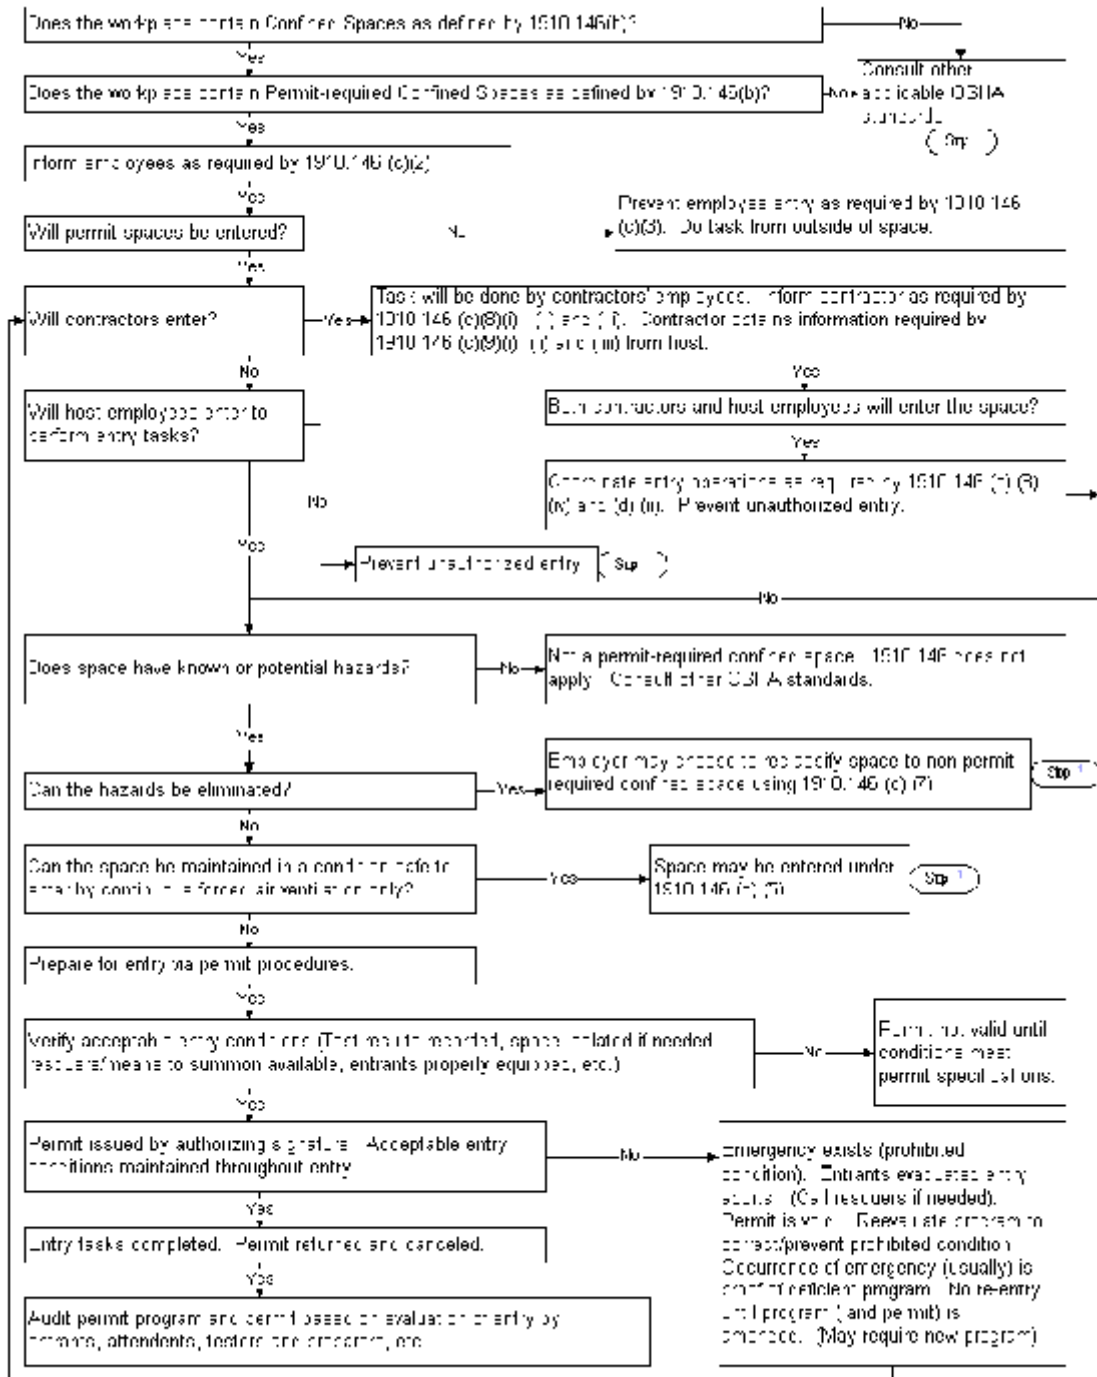 Does the workplace contain Confined Spaces as defined by 1910.146(b)?
No
Yes
Consult other
applicable OSHA
standards.
Stop
Does the workplace contain Permit-required Confined Spaces as defined by 1910.146(b)?
No
Yes
Inform employees as required by 1910.146 (c)(2)
Yes
Prevent employee entry as required by 1910.146
(c)(3). Do task from outside of space.
Will permit spaces be entered?
No
Yes
Task will be done by contractors' employees. Inform contractor as required by
1910.146 (c)(8)(i), (ii) and (iii). Contractor obtains information required by
1910.146 (c)(9)(i), (ii) and (iii) from host.
Will contractors enter?
Yes
No
Yes
Will host employees enter to
perform entry tasks?
Both contractors and host employees will enter the space?
Yes
Coordinate entry operations as required by 1910.146
and Prevent unauthorized entry.
No
Yes
Prevent unauthorized entry
Stop
No
Does space have known or potential hazards?
No
Not a permit-required confined space. 1910.146 does not
apply. Consult other OSHA standards.
Yes
Employer may choose to reclassify space to non permit
required confined space using 1910.146 (c) (7)
Stop 1
Can the hazards be eliminated?
Yes
No
Can the space be maintained in a condition safe to
enter by continuous forced air ventilation only?
Yes
Space may be entered under
1910.146 (c) (5)
Stop 1
No
Prepare for entry via permit procedures.
Yes
Verify acceptable entry conditions (Test results recorded, space isolated if needed
rescuers/means to summon available, entrants properly equipped, etc.)
No
Permit not valid until
conditions meet
permit specifications.
Yes
Permit issued by authorizing signature. Acceptable entry
conditions maintained throughout entry
No
Emergency exists (prohibited
condition). Entrants evacuated entry
aborts. (Call rescuers if needed).
Permit is void. Reevaluate program to
correct/prevent prohibited condition
Occurrence of emergency (usually) is
proof of deficient program. No re-entry
until program (and permit) is
amended. (May require new program)
Yes
Entry tasks completed. Permit returned and canceled.
Yes
Audit permit program and permit based on evaluation of entry by
entrants, attendents, testers and preparers, etc.